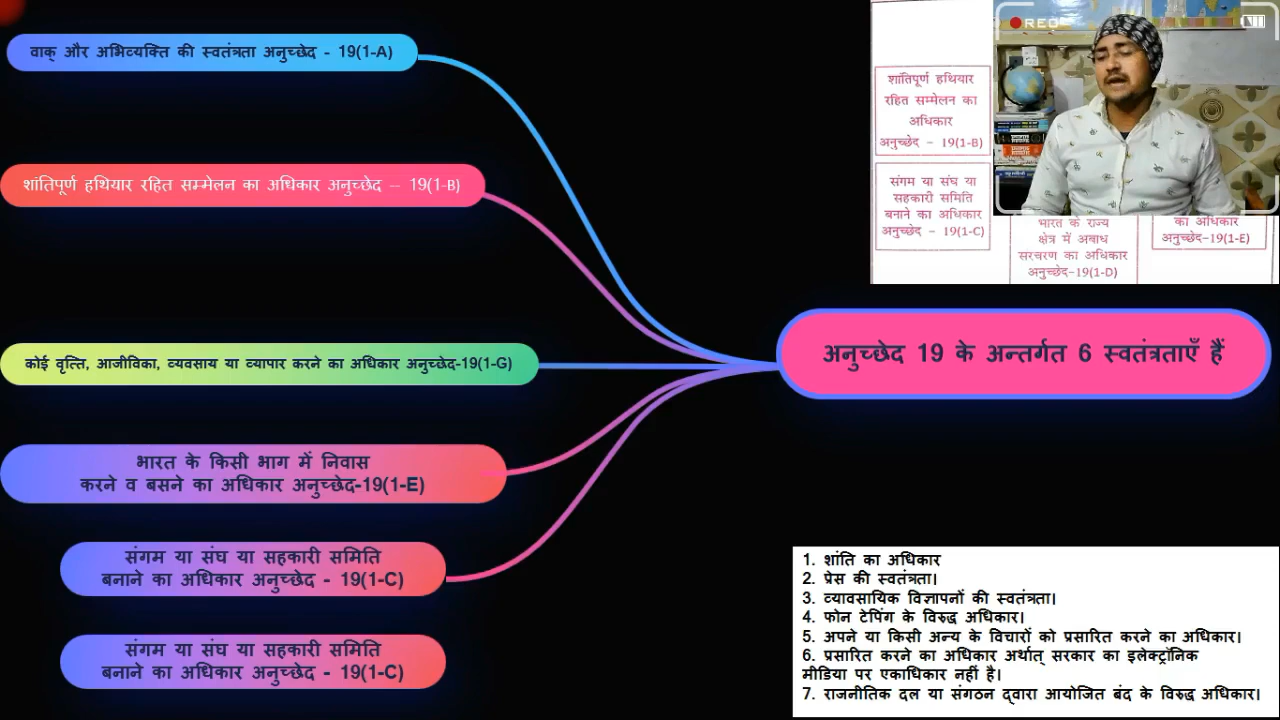 वाक् और अभिव्यक्ति की स्वतंत्रता अनुच्छेद - 19(1-A)
शांतिपूर्ण हथियार रहित सम्मेलन का अधिकार अनुच्छेद – 19(1-B)
कोई वृत्ति, आजीविका, व्यवसाय या व्यापार करने का अधिकार अनुच्छेद-19(1-G)
भारत के किसी भाग में निवास
करने व बसने का अधिकार अनुच्छेद-19(1-E)
संगम या संघ या सहकारी समिति
बनाने का अधिकार अनुच्छेद - 19(1-C)
संगम या संघ या सहकारी समिति
बनाने का अधिकार अनुच्छेद - 19(1-C)
अनुच्छेद 19 के अन्तर्गत 6 स्वतंत्रताएँ हैं
शांतिपूर्ण हथियार
रहित सम्मेलन का
अधिकार
अनुच्छेद – 19(1-B)
संगम या संघ या
सहकारी समिति
बनाने का अधिकार
अनुच्छेद – 19(1-C)
भारत के राज्य
क्षेत्र में अबाध
सरचरण का अधिकार
अनुच्छेद-19(1-D)
का अधिकार
अनुच्छेद-19(1-E)
REC
1. शांति का अधिकार
2. प्रेस की स्वतंत्रता।
3. व्यावसायिक विज्ञापनों की स्वतंत्रता।
4. फोन टेपिंग के विरुद्ध अधिकार।
5. अपने या किसी अन्य के विचारों को प्रसारित करने का अधिकार।
6. प्रसारित करने का अधिकार अर्थात् सरकार का इलेक्ट्रॉनिक
मीडिया पर एकाधिकार नहीं है।
7. राजनीतिक दल या संगठन द्वारा आयोजित बंद के विरुद्ध अधिकार।